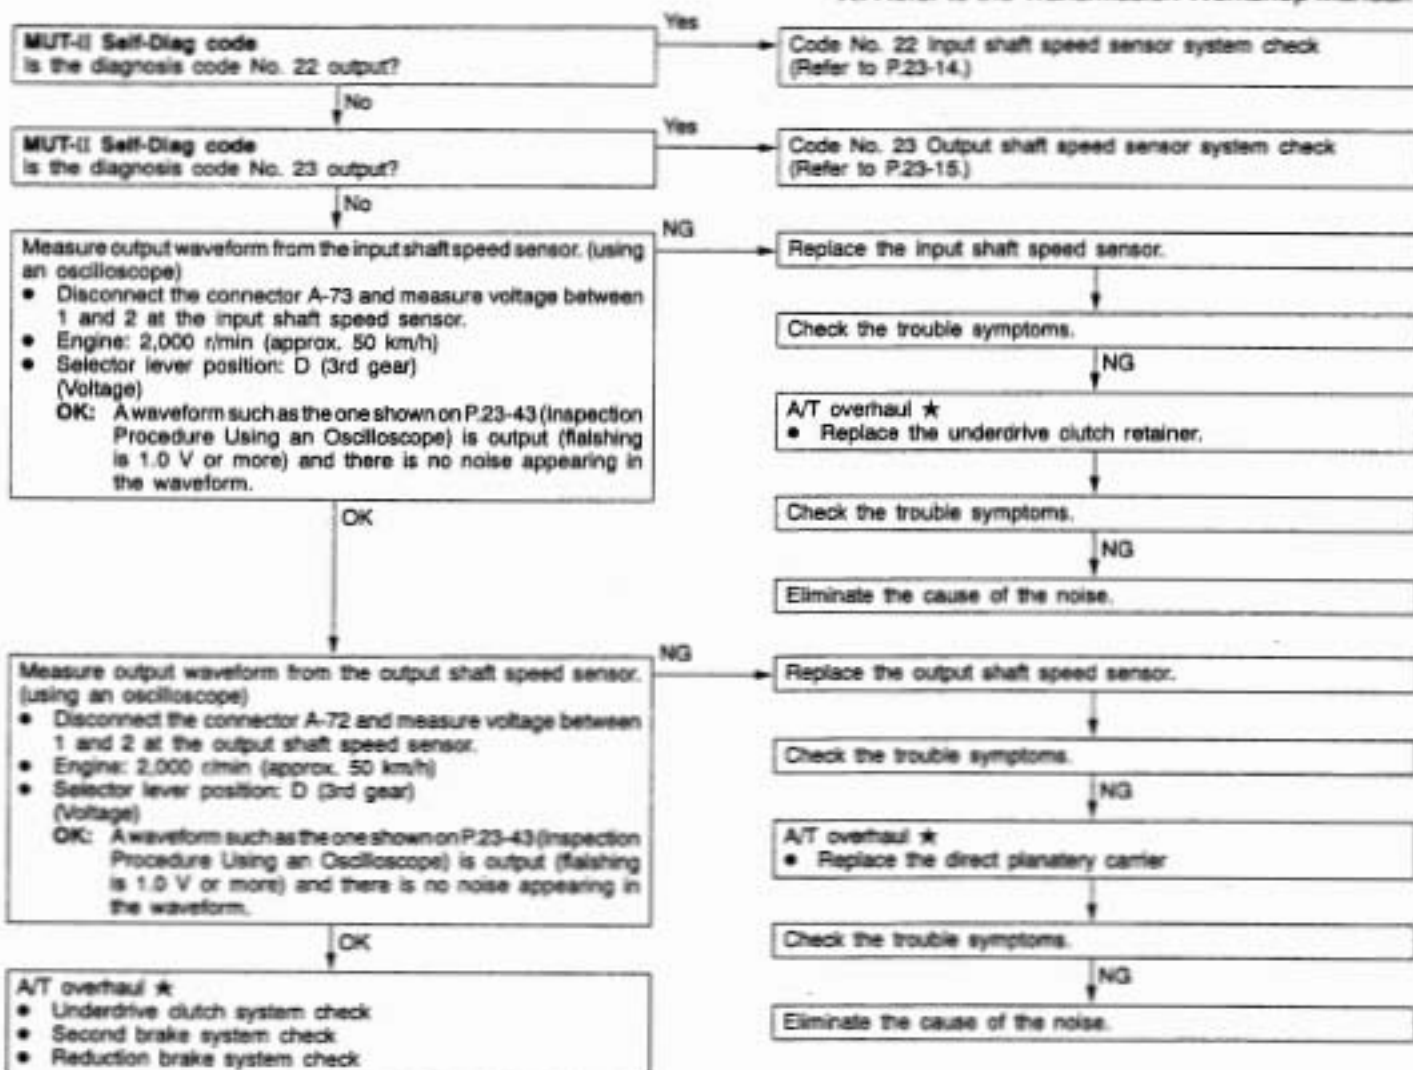 Refer to the Transmission Workshop Manual.
MUT-II Self-Diag code
Is the diagnosis code No. 22 output?
Yes
Code No. 22 Input shaft speed sensor system check
(Refer to P.23-14.)
No
MUT-II Self-Diag code
Is the diagnosis code No. 23 output?
Yes
Code No. 23 Output shaft speed sensor system check
(Refer to P.23-15.)
No
Measure output waveform from the input shaft speed sensor. (using
an oscilloscope)
• Disconnect the connector A-73 and measure voltage between
1 and 2 at the input shaft speed sensor.
• Engine: 2,000 r/min (approx. 50 km/h)
• Selector lever position: D (3rd gear)
(Voltage)
OK: A waveform such as the one shown on P.23-43 (Inspection
Procedure Using an Oscilloscope) is output (flalshing
is 1.0 V or more) and there is no noise appearing in
the waveform.
NG
Replace the input shaft speed sensor.
Check the trouble symptoms.
NG
A/T overhaul ★
• Replace the underdrive clutch retainer.
Check the trouble symptoms.
NG
Eliminate the cause of the noise.
OK
Measure output waveform from the output shaft speed sensor.
(using an oscilloscope)
• Disconnect the connector A-72 and measure voltage between
1 and 2 at the output shaft speed sensor.
• Engine: 2,000 r/min (approx. 50 km/h)
• Selector lever position: D (3rd gear)
(Voltage)
OK: A waveform such as the one shown on P.23-43 (Inspection
Procedure Using an Oscilloscope) is output (flalshing
is 1.0 V or more) and there is no noise appearing in
the waveform.
NG
Replace the output shaft speed sensor.
Check the trouble symptoms.
NG
A/T overhaul ★
• Replace the direct planatery carrier
Check the trouble symptoms.
NG
Eliminate the cause of the noise.
OK
A/T overhaul ★
• Underdrive clutch system check
• Second brake system check
• Reduction brake system check